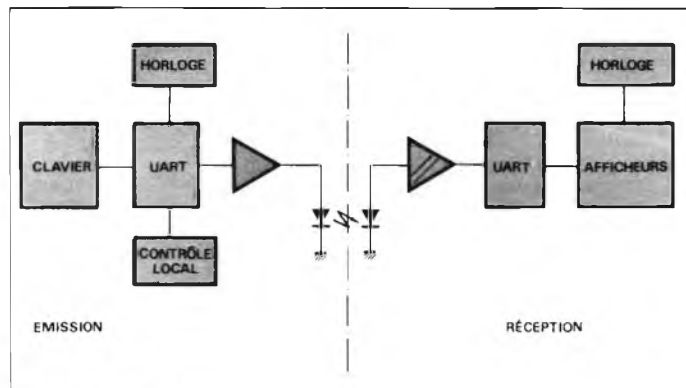 HORLOGE
CLAVIER
UART
CONTRÔLE
LOCAL
EMISSION
HORLOGE
UART
AFFICHEURS
RÉCEPTION